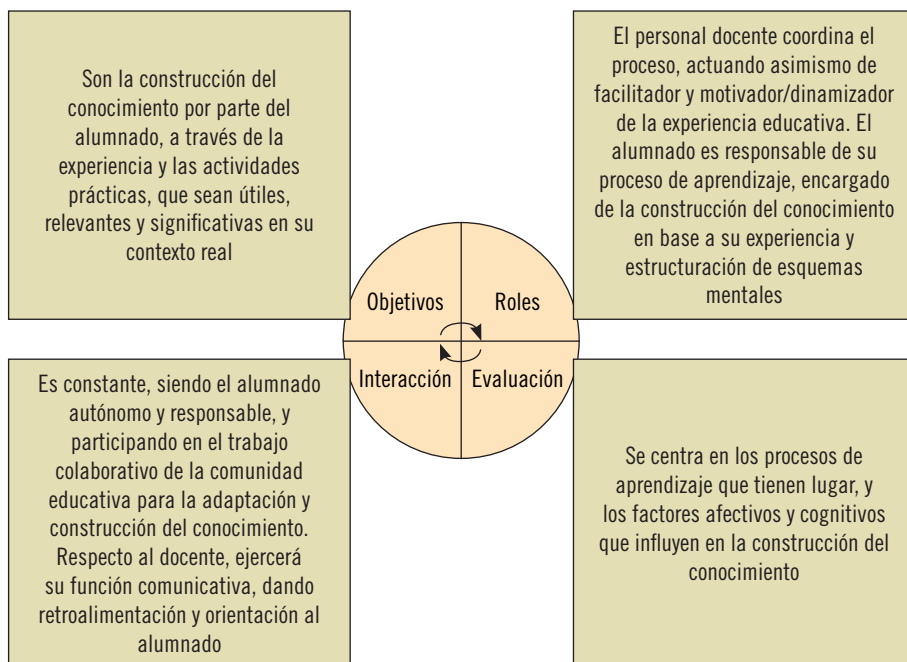 Son la construcción del
conocimiento por parte del
alumnado, a través de la
experiencia y las actividades
prácticas, que sean útiles,
relevantes y significativas en su
contexto real
El personal docente coordina el
proceso, actuando asimismo de
facilitador y motivador/dinamizador
de la experiencia educativa. El
alumnado es responsable de su
proceso de aprendizaje, encargado
de la construcción del conocimiento
en base a su experiencia y
estructuración de esquemas
mentales
Objetivos
Roles
Interacción
Evaluación
Es constante, siendo el alumnado
autónomo y responsable, y
participando en el trabajo
colaborativo de la comunidad
educativa para la adaptación y
construcción del conocimiento.
Respecto al docente, ejercerá
su función comunicativa, dando
retroalimentación y orientación al
alumnado
Se centra en los procesos de
aprendizaje que tienen lugar, y
los factores afectivos y cognitivos
que influyen en la construcción del
conocimiento